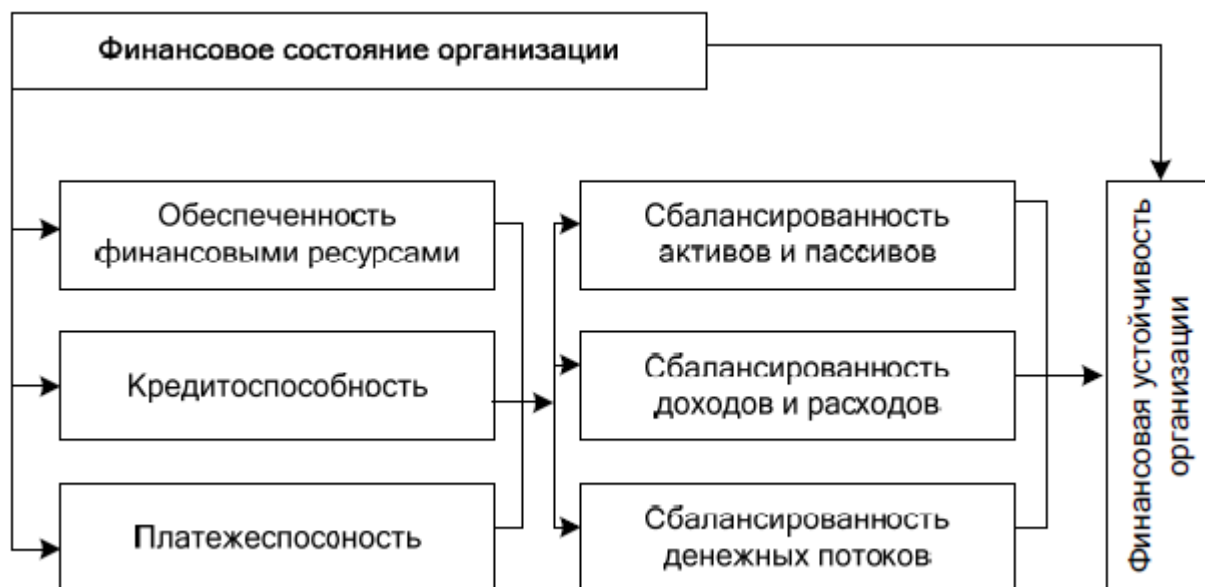 Финансовое состояние организации
Обеспеченность
финансовыми ресурсами
Сбалансированность
активов и пассивов
Кредитоспособность
Сбалансированность
доходов и расходов
Платежеспосоность
Сбалансированность
денежных потоков
Финансовая устойчивость
организации